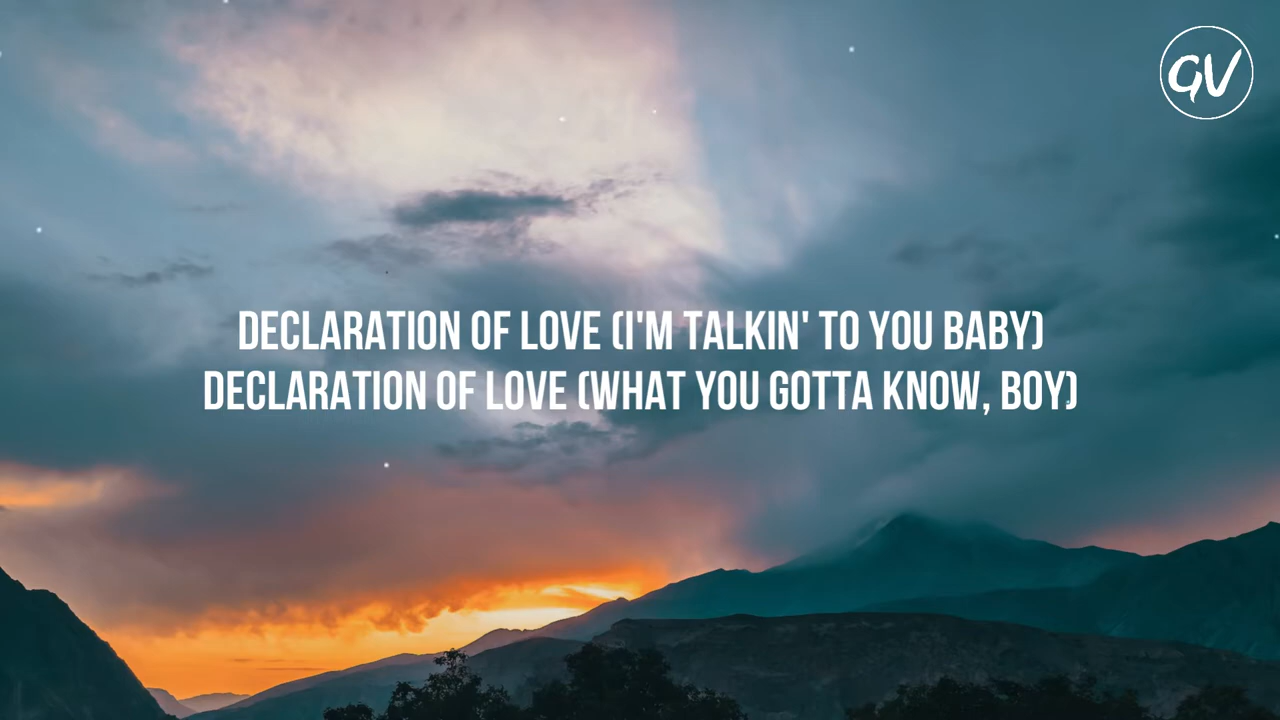 GV
DECLARATION OF LOVE (I'M TALKIN' TO YOU BABY)
DECLARATION OF LOVE (WHAT YOU GOTTA KNOW, BOY)